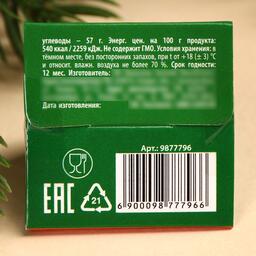 углеводы – 57 г. Энерг. цен. на 100 г продукта:
540 ккал / 2259 кДж. Не содержит ГМО. Условия хранения: в
тёмном месте, без посторонних запахов, при t от +18 (± 3) °С
и относит. влажн. воздуха не более 70 %. Срок годности:
12 мес. Изготовитель:
Дата изготовления:
Арт.: 9877796
EAC
21
6 900098 777966